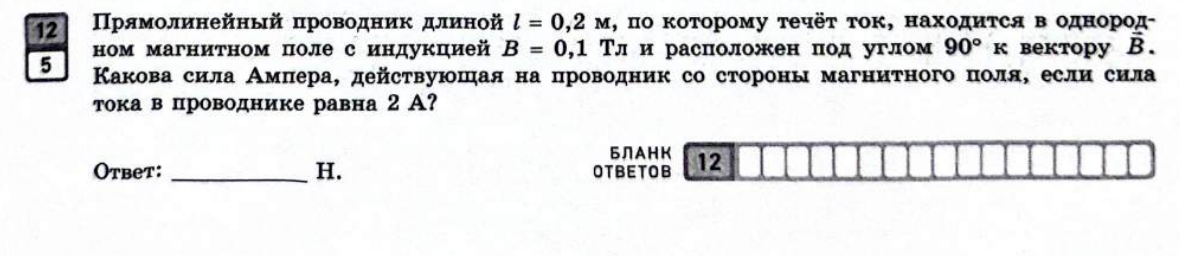 12
5
Прямолинейный проводник длиной l = 0,2 м, по которому течёт ток, находится в однород-
ном магнитном поле с индукцией B = 0,1 Тл и расположен под углом 90° к вектору B⃗.
Какова сила Ампера, действующая на проводник со стороны магнитного поля, если сила
тока в проводнике равна 2 А?
Ответ: ____________ Н.
БЛАНК
ОТВЕТОВ
12